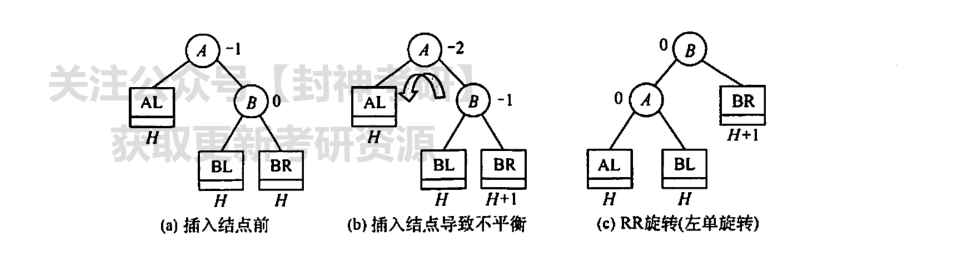 A -1
A -2
0 B
关注公众号【封神考研】
AL
B 0
AL
B -1
0 A
BR
H
H
H+1
获取更新考研资源
BL
BR
BL
BR
AL
BL
H
H
H
H+1
H
H
(a) 插入结点前
(b) 插入结点导致不平衡
(c) RR旋转(左单旋转)